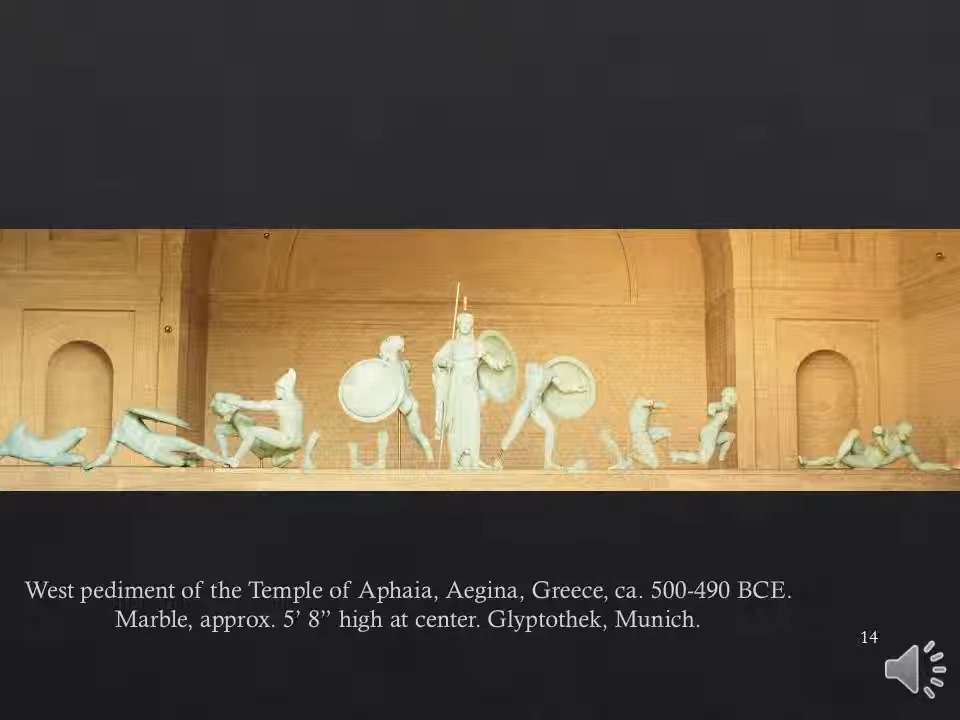 West pediment of the Temple of Aphaia, Aegina, Greece, ca. 500-490 BCE.
Marble, approx. 5’ 8” high at center. Glyptothek, Munich.
14